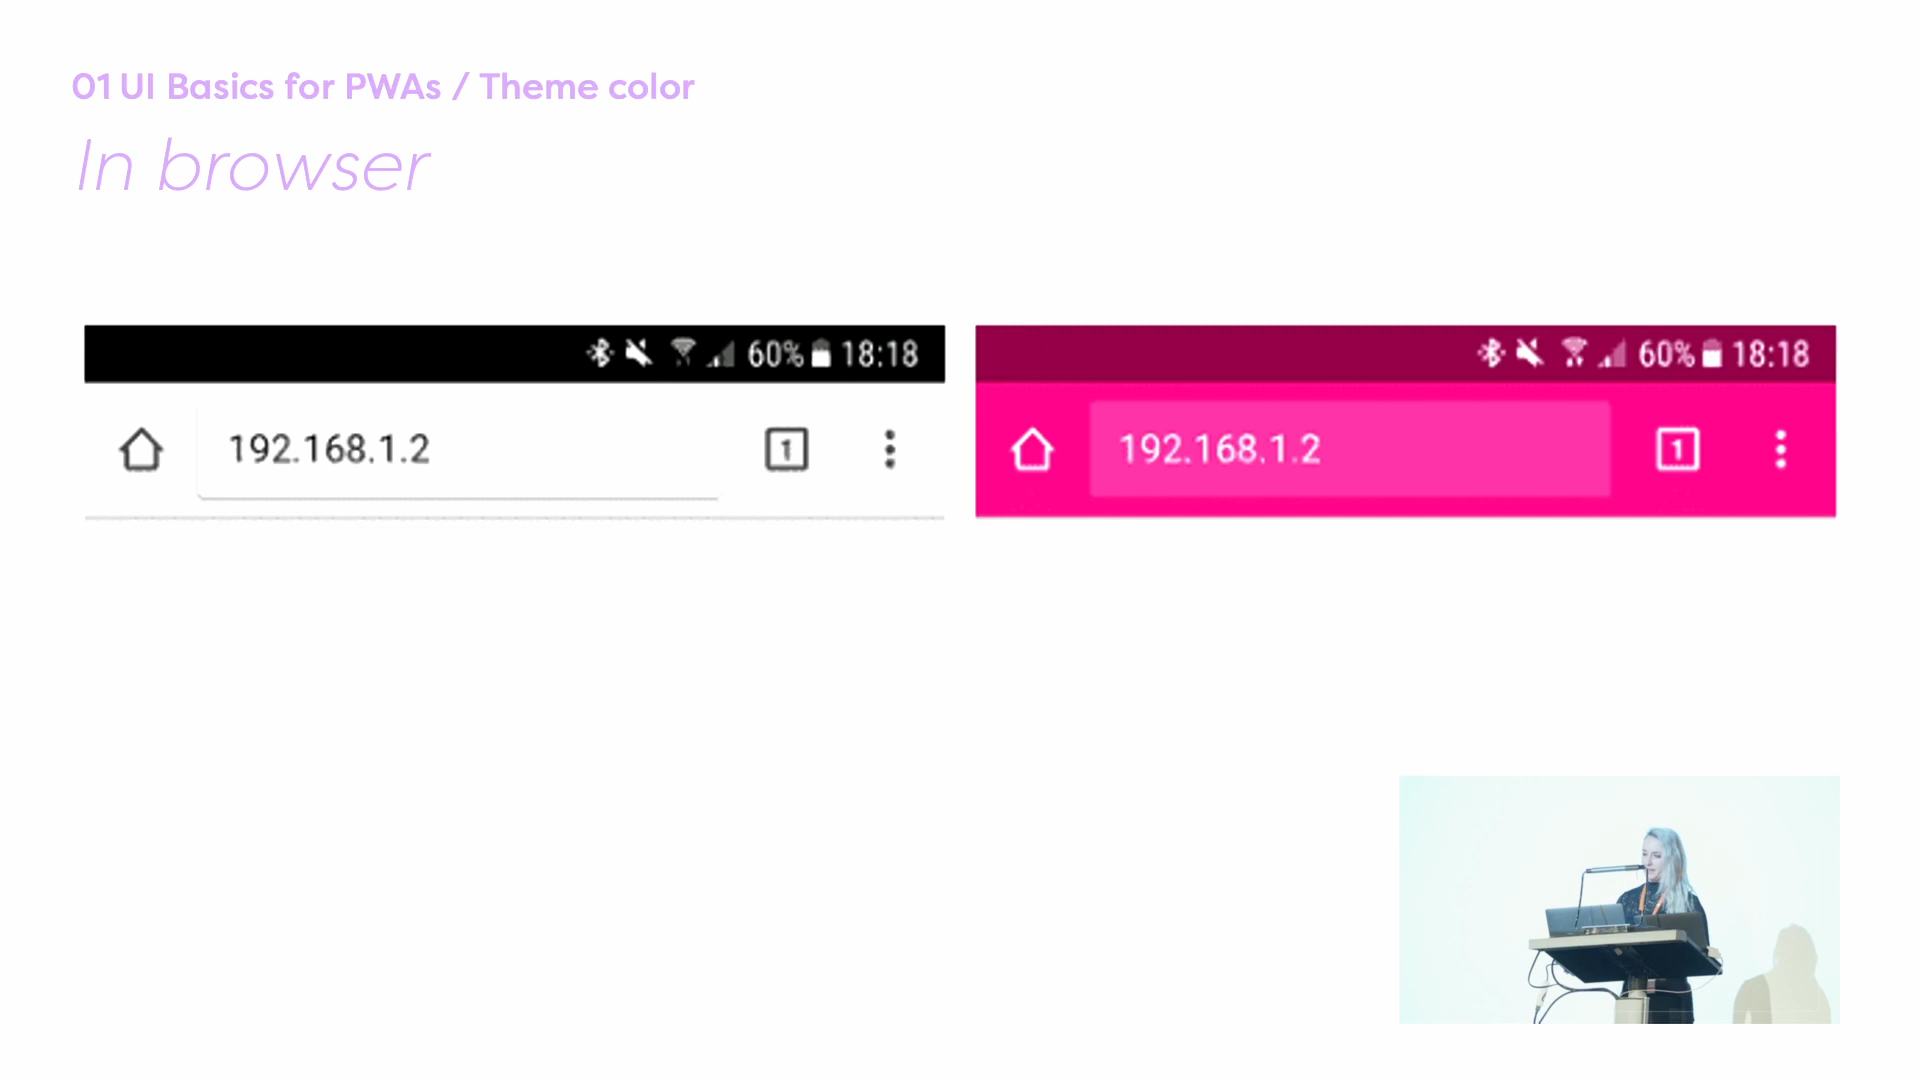 01 UI Basics for PWAs / Theme color
In browser
60% 18:18
192.168.1.2 1
60% 18:18
192.168.1.2 1